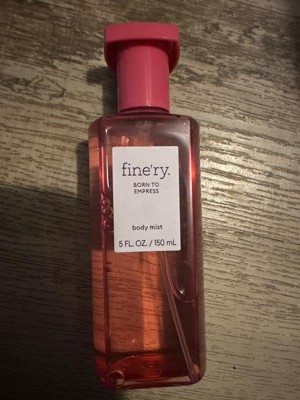 fine'ry.
BORN TO
EMPRESS
body mist
5 FL. OZ. / 150 mL